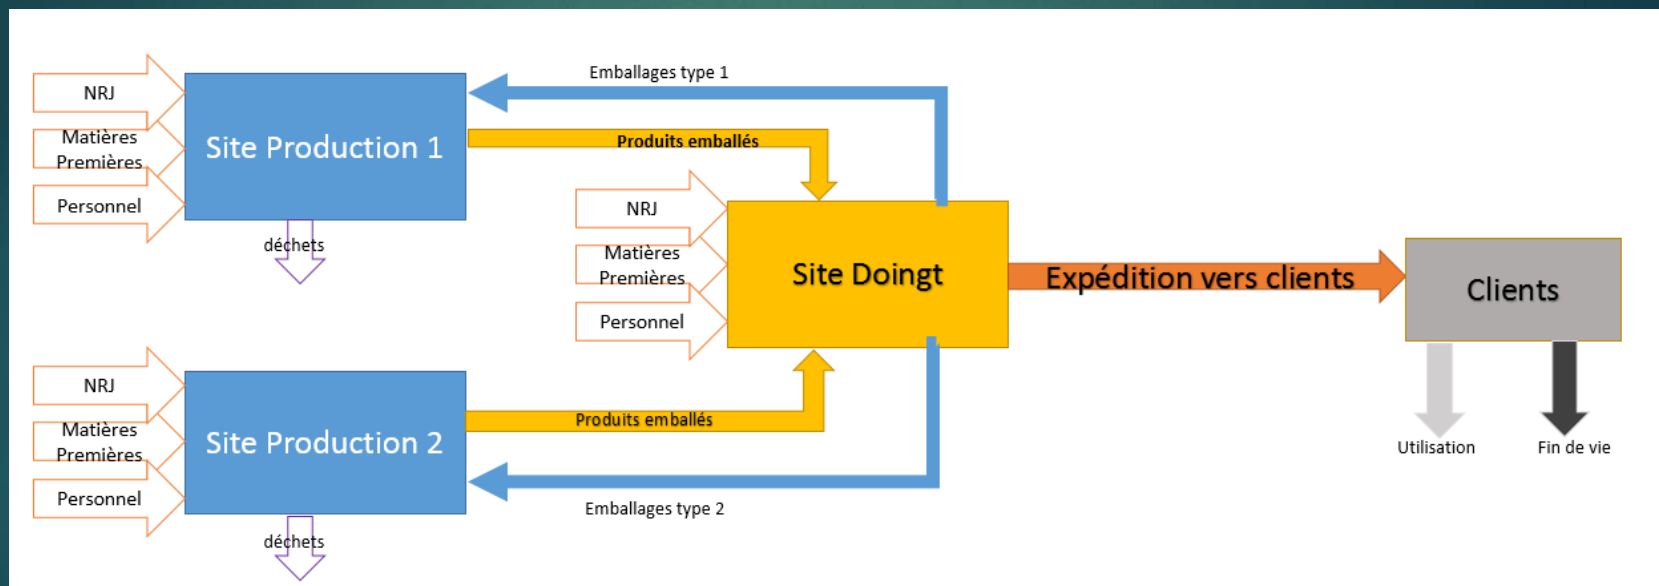 Emballages type 1
NRJ
Matières
Premières
Personnel
Site Production 1
Produits emballés
déchets
NRJ
Matières
Premières
Personnel
Site Doingt
Expédition vers clients
Clients
NRJ
Matières
Premières
Personnel
Site Production 2
Produits emballés
Utilisation
Fin de vie
Emballages type 2
déchets